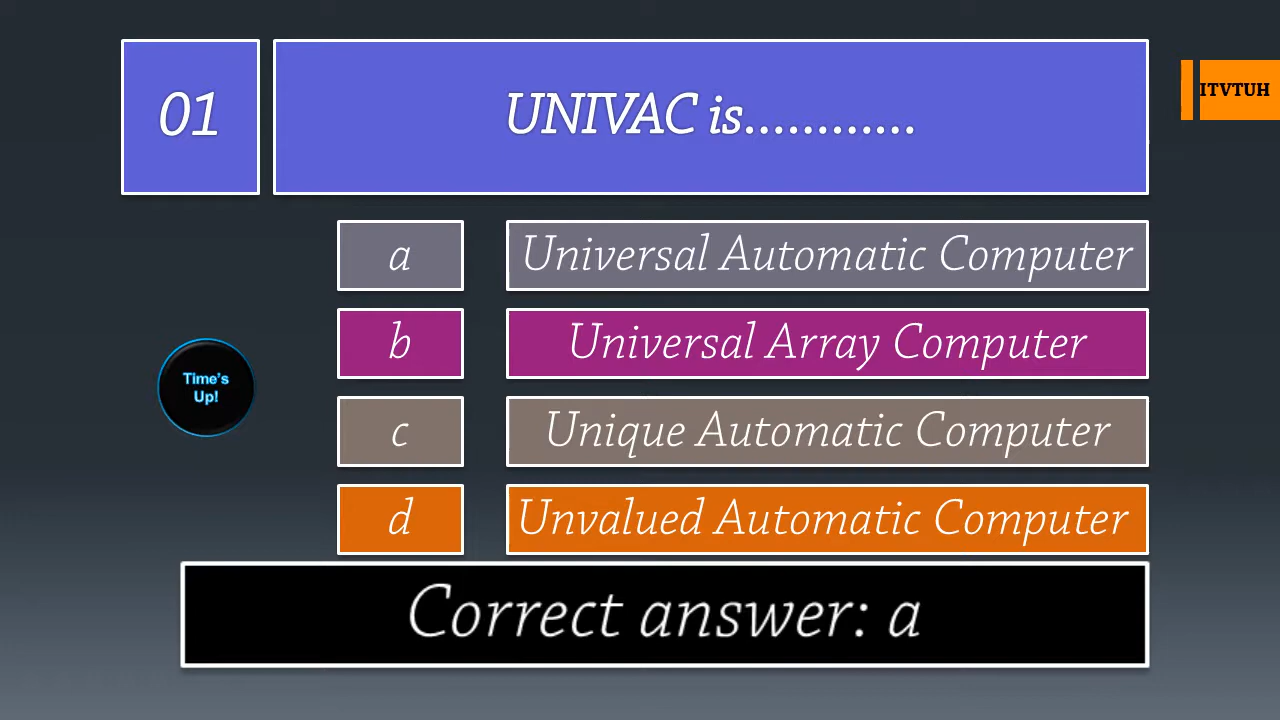 01
UNIVAC is............
ITVTUH
a
Universal Automatic Computer
b
Universal Array Computer
Time's
Up!
c
Unique Automatic Computer
d
Unvalued Automatic Computer
Correct answer: a